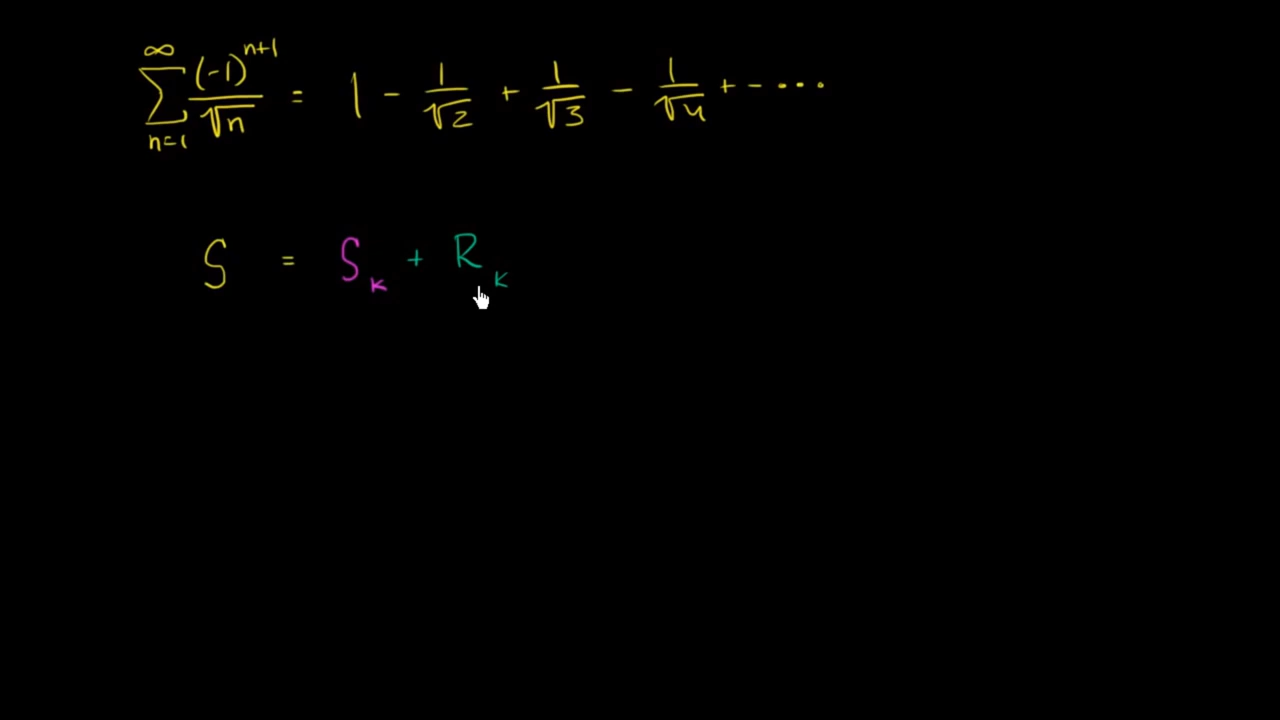 ∞
∑ (-1)^{n+1}/√n = 1 - 1/√2 + 1/√3 - 1/√4 + - ....
n=1
S = S_K + R_K